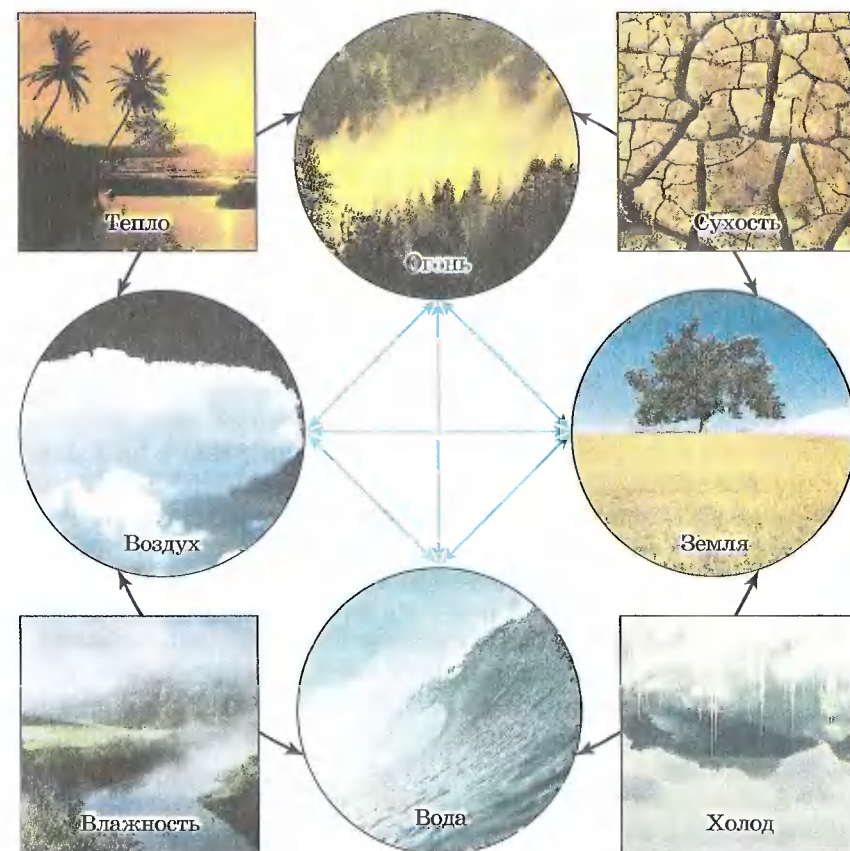 Тепло
Огонь
Сухость
Воздух
Земля
Влажность
Вода
Холод